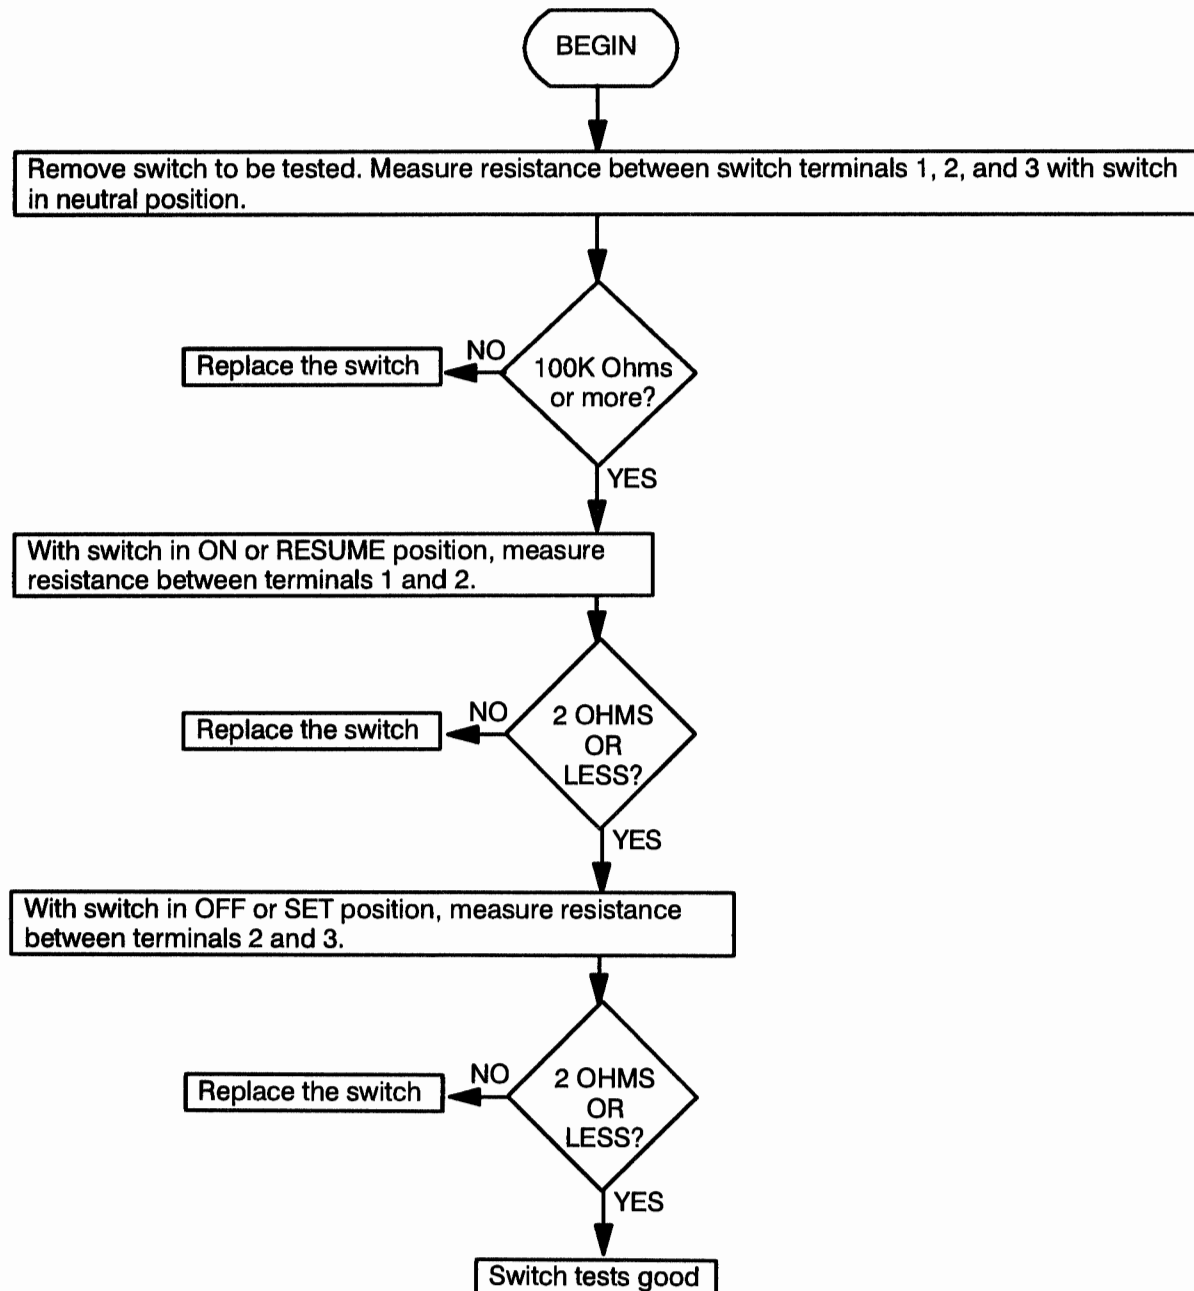 BEGIN
Remove switch to be tested. Measure resistance between switch terminals 1, 2, and 3 with switch
in neutral position.
NO
Replace the switch
100K Ohms
or more?
YES
With switch in ON or RESUME position, measure
resistance between terminals 1 and 2.
NO
Replace the switch
2 OHMS
OR
LESS?
YES
With switch in OFF or SET position, measure resistance
between terminals 2 and 3.
NO
Replace the switch
2 OHMS
OR
LESS?
YES
Switch tests good